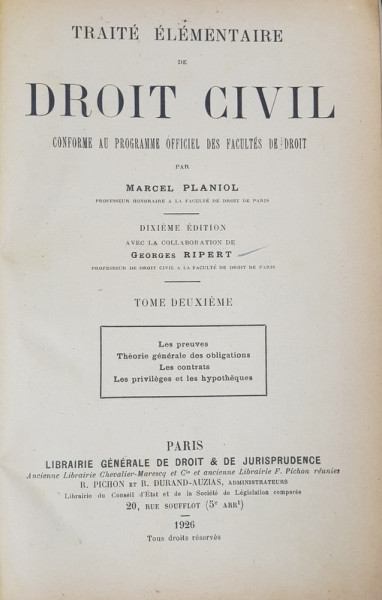 TRAITÉ ÉLÉMENTAIRE
DE
DROIT CIVIL
CONFORME AU PROGRAMME OFFICIEL DES FACULTÉS DE DROIT
PAR
MARCEL PLANIOL
PROFESSEUR HONORAIRE A LA FACULTÉ DE DROIT DE PARIS
DIXIÈME ÉDITION
AVEC LA COLLABORATION DE
GEORGES RIPERT
PROFESSEUR DE DROIT CIVIL A LA FACULTÉ DE DROIT DE PARIS
TOME DEUXIÈME
Les preuves
Théorie générale des obligations
Les contrats
Les privilèges et les hypothèques
PARIS
LIBRAIRIE GÉNÉRALE DE DROIT & DE JURISPRUDENCE
Ancienne Librairie Chevalier-Marescq et Cie et ancienne Librairie F. Pichon réunies
R. PICHON ET R. DURAND-AUZIAS, ADMINISTRATEURS
Librairie du Conseil d'État et de la Société de Législation comparée
20, RUE SOUFFLOT (5e ARRt)
1926
Tous droits réservés